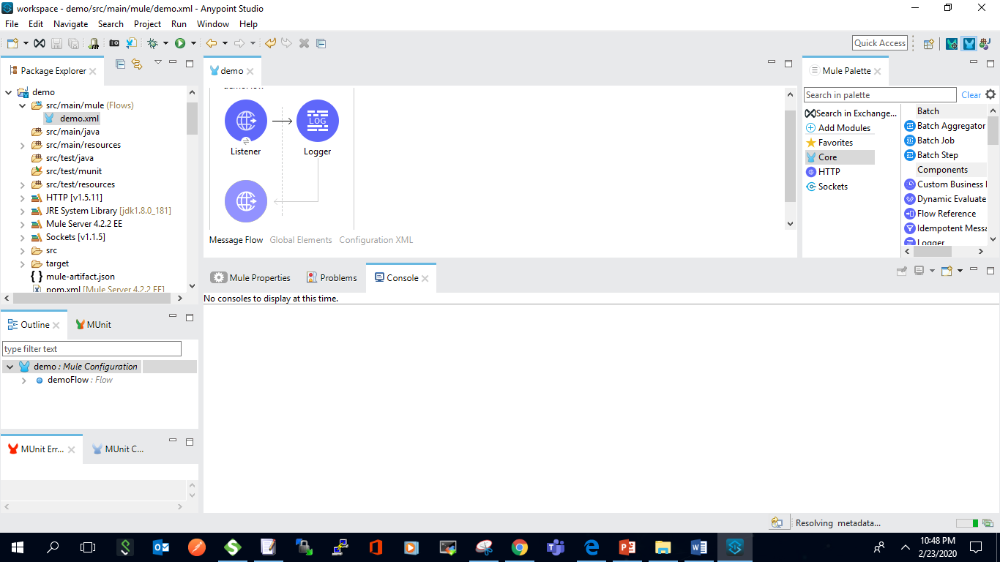 workspace - demo/src/main/mule/demo.xml - Anypoint Studio
File Edit Navigate Search Project Run Window Help
Quick Access
Package Explorer
demo
src/main/mule (Flows)
demo.xml
src/main/java
src/main/resources
src/test/java
src/test/munit
src/test/resources
HTTP [v1.5.11]
JRE System Library [jdk1.8.0_181]
Mule Server 4.2.2 EE
Sockets [v1.1.5]
src
target
mule-artifact.json
pom.xml [Mule Server 4.2.2 EE]
demo
demoFlow
LOG
Listener
Logger
Message Flow Global Elements Configuration XML
Mule Palette
Search in palette
Clear
Search in Exchange...
Add Modules
Favorites
Core
HTTP
Sockets
Batch
Batch Aggregator
Batch Job
Batch Step
Components
Custom Business
Dynamic Evaluate
Flow Reference
Idempotent Messa
Logger
Mule Properties Problems Console
No consoles to display at this time.
Outline MUnit
type filter text
demo : Mule Configuration
demoFlow : Flow
MUnit Err... MUnit C...
Resolving metadata...
10:48 PM
2/23/2020